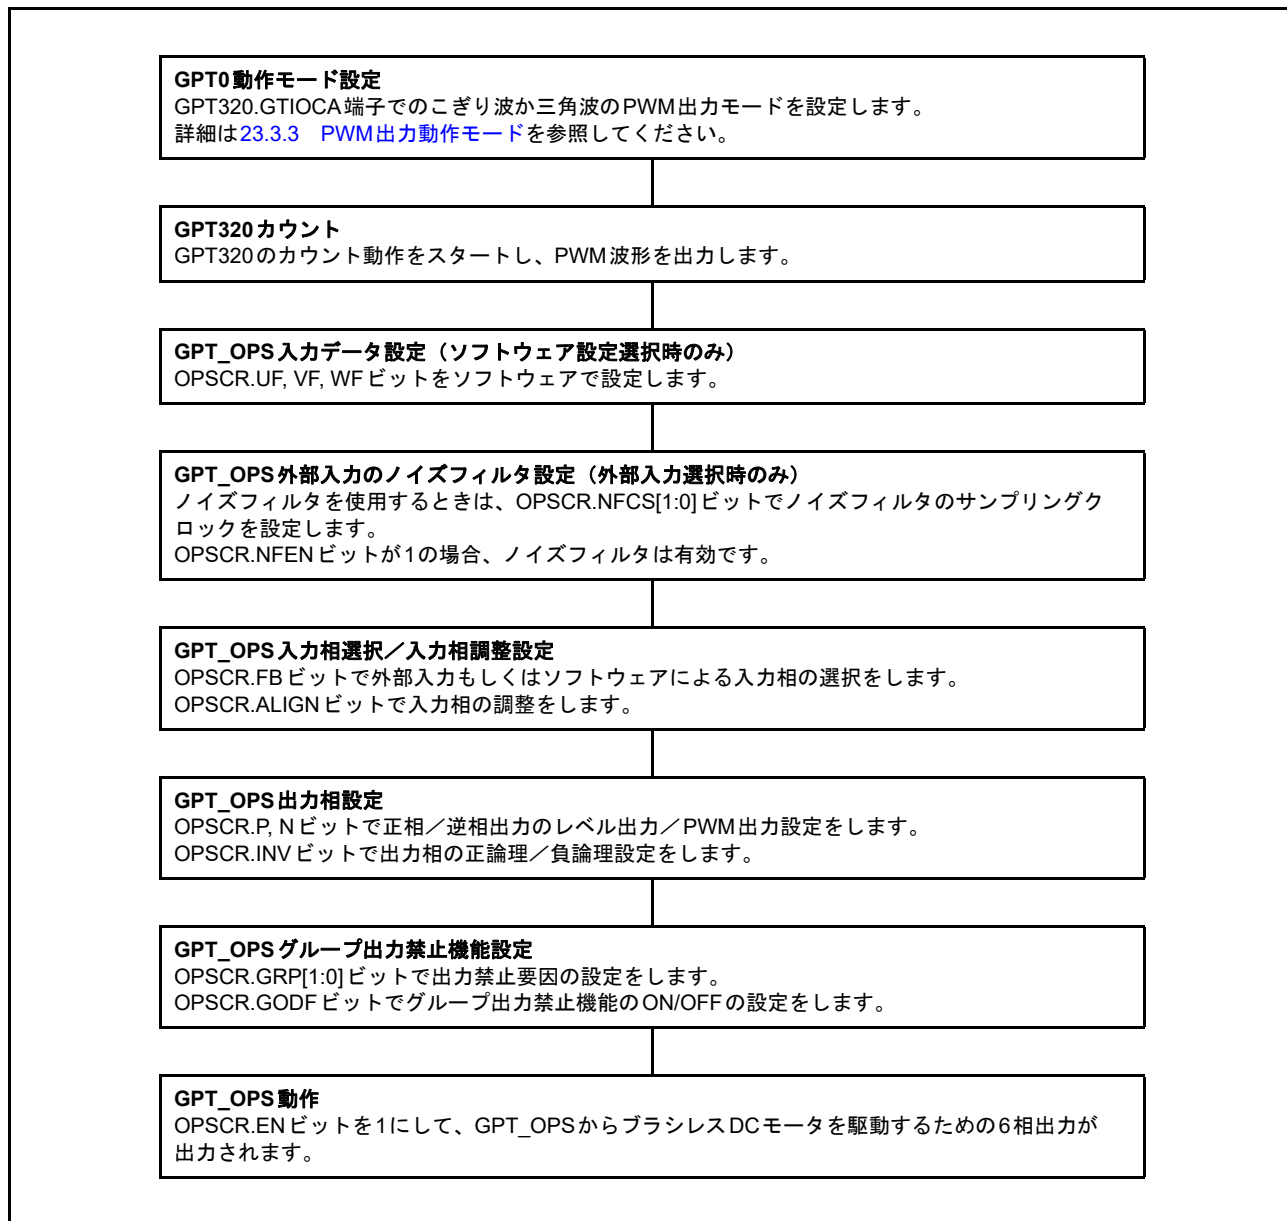 GPT0動作モード設定
GPT320.GTIOCA端子でのこぎり波か三角波のPWM出力モードを設定します。
詳細は23.3.3　PWM出力動作モードを参照してください。
GPT320カウント
GPT320のカウント動作をスタートし、PWM波形を出力します。
GPT_OPS入力データ設定（ソフトウェア設定選択時のみ）
OPSCR.UF, VF, WFビットをソフトウェアで設定します。
GPT_OPS外部入力のノイズフィルタ設定（外部入力選択時のみ）
ノイズフィルタを使用するときは、OPSCR.NFCS[1:0]ビットでノイズフィルタのサンプリングク
ロックを設定します。
OPSCR.NFENビットが1の場合、ノイズフィルタは有効です。
GPT_OPS入力相選択／入力相調整設定
OPSCR.FBビットで外部入力もしくはソフトウェアによる入力相の選択をします。
OPSCR.ALIGNビットで入力相の調整をします。
GPT_OPS出力相設定
OPSCR.P, Nビットで正相／逆相出力のレベル出力／PWM出力設定をします。
OPSCR.INVビットで出力相の正論理／負論理設定をします。
GPT_OPSグループ出力禁止機能設定
OPSCR.GRP[1:0]ビットで出力禁止要因の設定をします。
OPSCR.GODFビットでグループ出力禁止機能のON/OFFの設定をします。
GPT_OPS動作
OPSCR.ENビットを1にして、GPT_OPSからブラシレスDCモータを駆動するための6相出力が
出力されます。